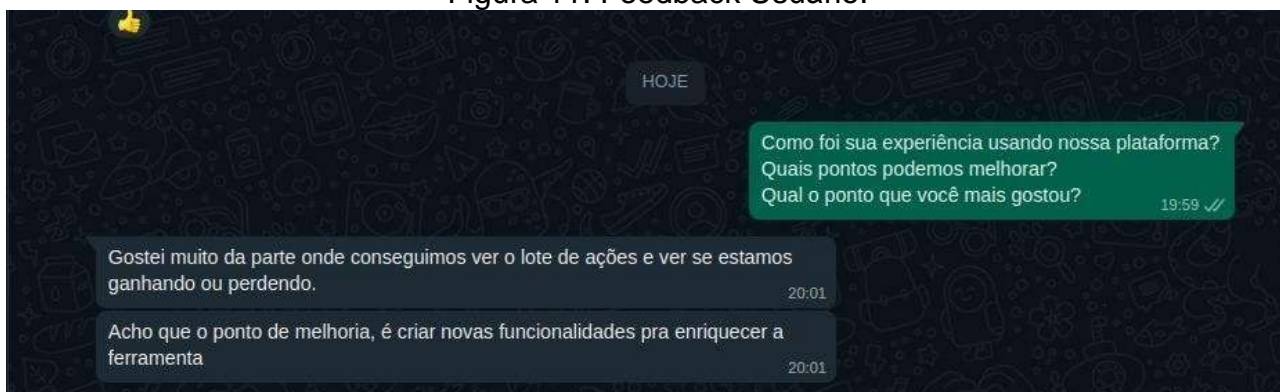 Feedback Usuário.
HOJE
Como foi sua experiência usando nossa plataforma?
Quais pontos podemos melhorar?
Qual o ponto que você mais gostou?
19:59
Gostei muito da parte onde conseguimos ver o lote de ações e ver se estamos
ganhando ou perdendo.
20:01
Acho que o ponto de melhoria, é criar novas funcionalidades pra enriquecer a
ferramenta
20:01